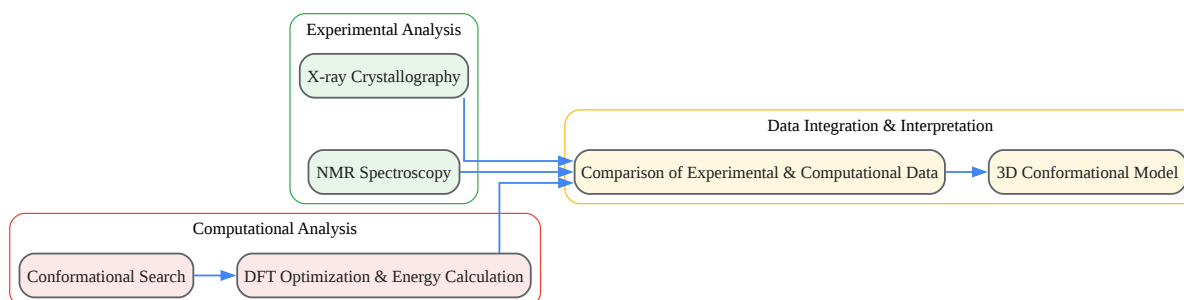 Experimental Analysis
X-ray Crystallography
NMR Spectroscopy
Data Integration & Interpretation
Comparison of Experimental & Computational Data
3D Conformational Model
Computational Analysis
Conformational Search
DFT Optimization & Energy Calculation